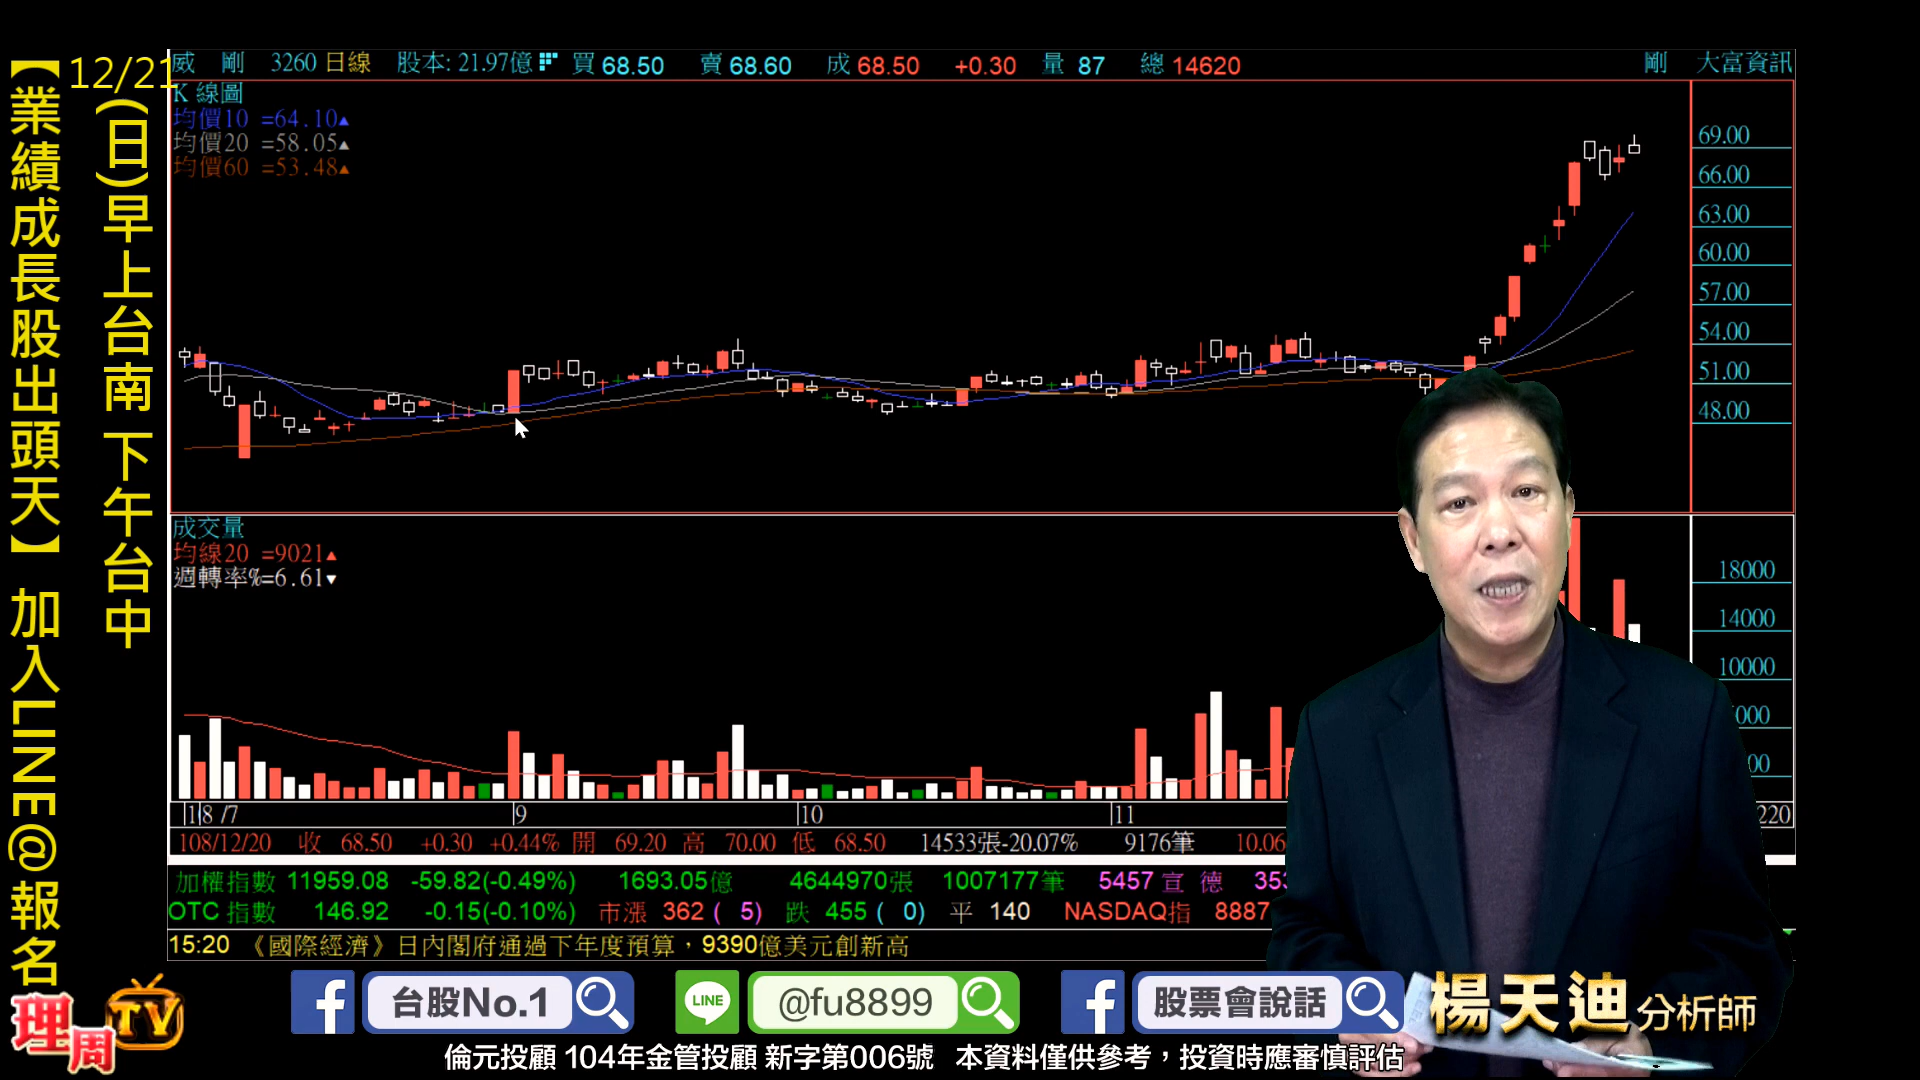 【業績成長股出頭天】 加入LINE@報名
12/21(日)早上台南 下午台中
威 剛 3260 日線 股本: 21.97億 買 68.50 賣 68.60 成 68.50 +0.30 量 87 總 14620 剛 大富資訊
K 線圖
均價10 =64.10▲
均價20 =58.05▲
均價60 =53.48▲
69.00
66.00
63.00
60.00
57.00
54.00
51.00
48.00
成交量
均線20 =9021▲
週轉率%=6.61▼
18000
14000
10000
000
00
108/7 9 10 11 220
108/12/20 收 68.50 +0.30 +0.44% 開 69.20 高 70.00 低 68.50 14533張-20.07% 9176筆 10.06
加權指數 11959.08 -59.82(-0.49%) 1693.05億 4644970張 1007177筆 5457 宣 德 353
OTC 指數 146.92 -0.15(-0.10%) 市漲 362 ( 5) 跌 455 ( 0) 平 140 NASDAQ指 8887
15:20 《國際經濟》日內閣府通過下年度預算，9390億美元創新高
理周TV
f 台股No.1
LINE @fu8899
f 股票會說話
楊天迪 分析師
倫元投顧 104年金管投顧 新字第006號 本資料僅供參考，投資時應審慎評估